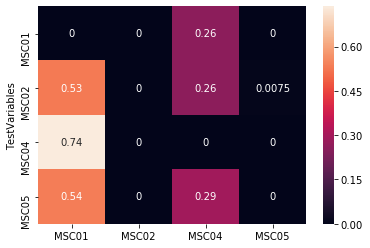 TestVariables
MSC01 0 0 0.26 0
MSC02 0.53 0 0.26 0.0075
MSC04 0.74 0 0 0
MSC05 0.54 0 0.29 0
MSC01 MSC02 MSC04 MSC05
0.60
0.45
0.30
0.15
0.00